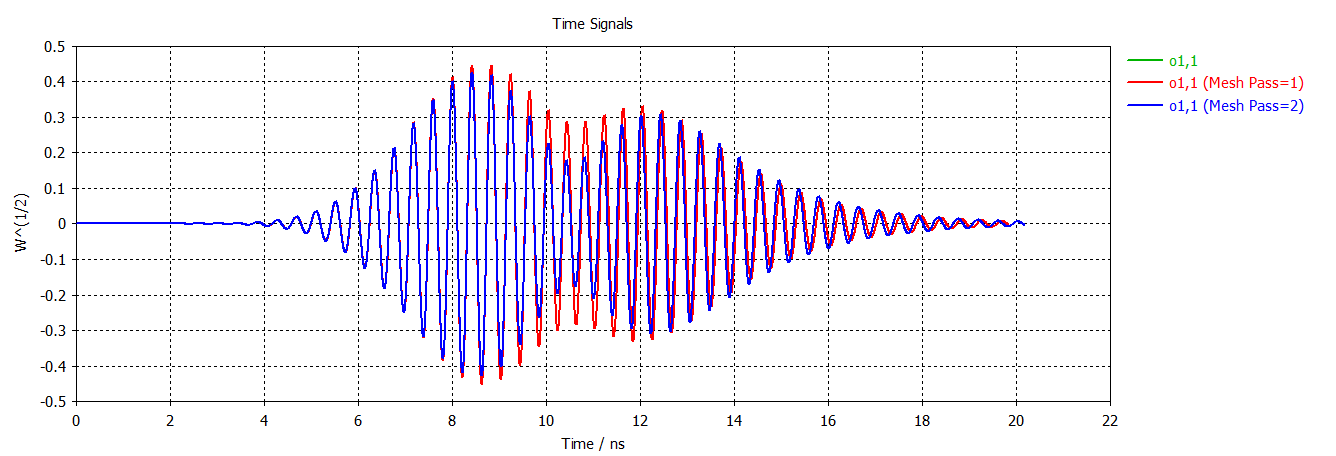 Time Signals
0.5
0.4
0.3
0.2
0.1
0
-0.1
-0.2
-0.3
-0.4
-0.5
W^(1/2)
0 2 4 6 8 10 12 14 16 18 20 22
Time / ns
o1,1
o1,1 (Mesh Pass=1)
o1,1 (Mesh Pass=2)